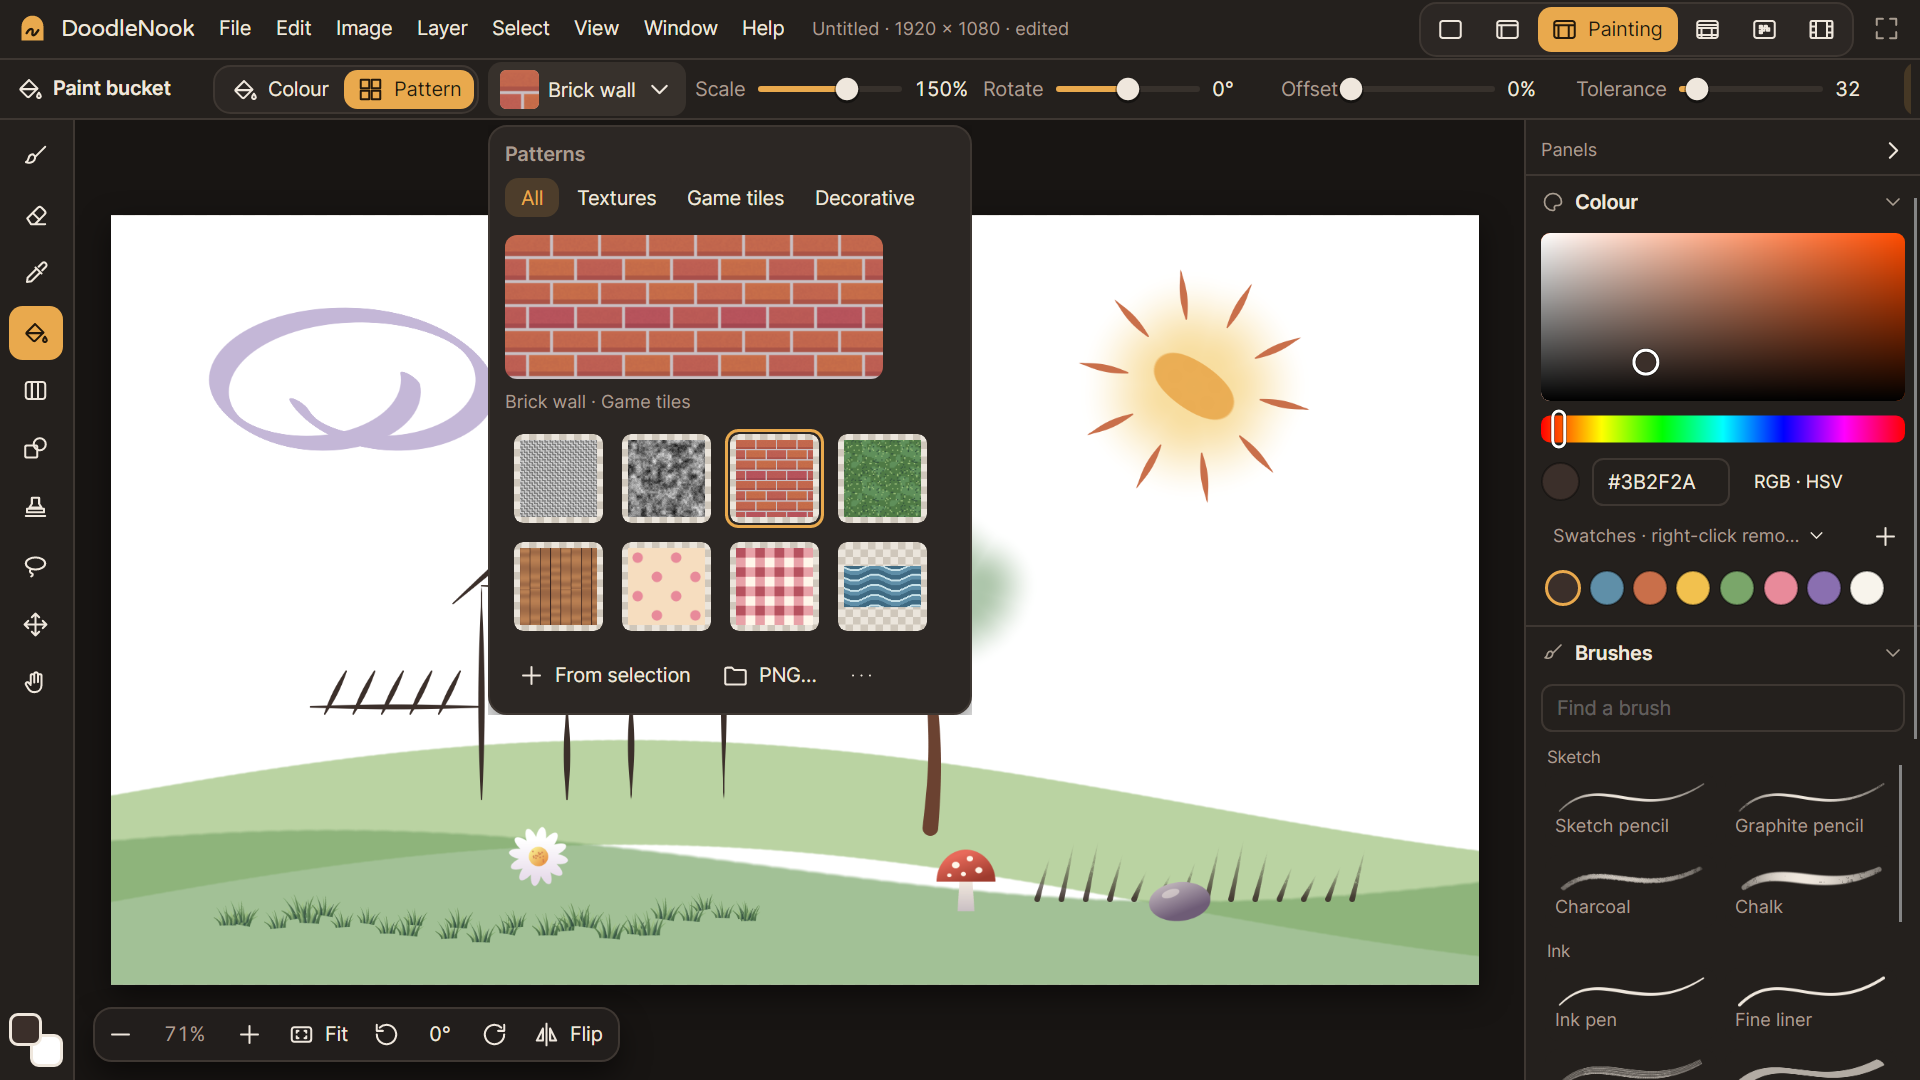 DoodleNook File Edit Image Layer Select View Window Help Untitled · 1920 × 1080 · edited Painting
Paint bucket Colour Pattern Brick wall Scale 150% Rotate 0° Offset 0% Tolerance 32
Patterns
All Textures Game tiles Decorative
Brick wall · Game tiles
From selection PNG... ...
Panels
Colour
#3B2F2A RGB · HSV
Swatches · right-click remo...
Brushes
Find a brush
Sketch
Sketch pencil Graphite pencil
Charcoal Chalk
Ink
Ink pen Fine liner
71% Fit 0° Flip